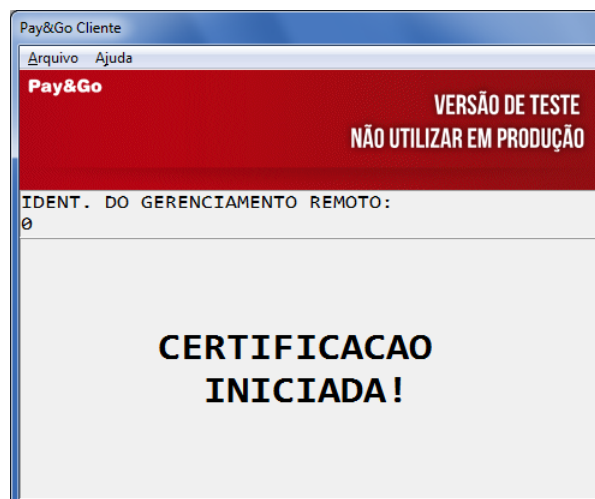 Pay&Go Cliente
Arquivo Ajuda
Pay&Go
VERSÃO DE TESTE
NÃO UTILIZAR EM PRODUÇÃO
IDENT. DO GERENCIAMENTO REMOTO:
0
CERTIFICACAO
INICIADA!